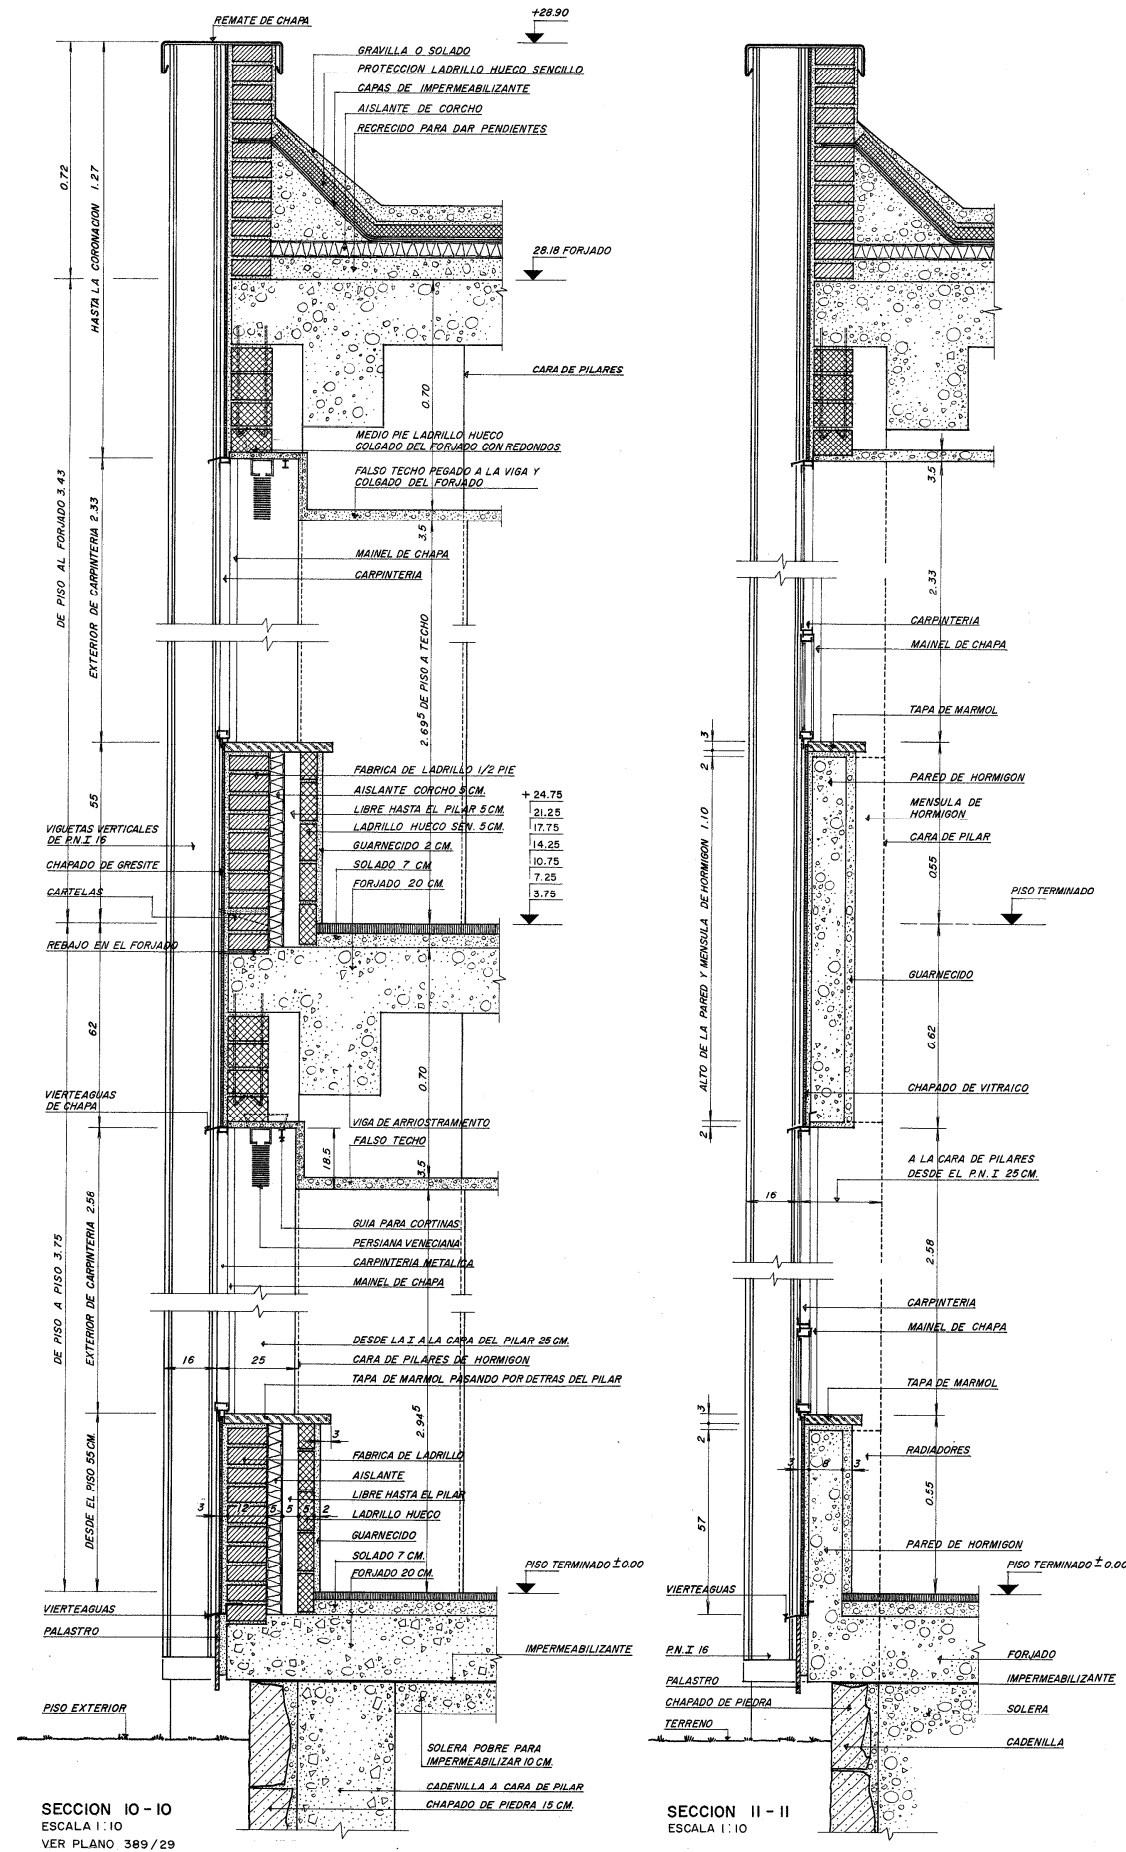 REMATE DE CHAPA
+28.90
GRAVILLA O SOLADO
PROTECCION LADRILLO HUECO SENCILLO
CAPAS DE IMPERMEABILIZANTE
AISLANTE DE CORCHO
RECRECIDO PARA DAR PENDIENTES
0.72
HASTA LA CORONACION 1.27
28.18 FORJADO
CARA DE PILARES
0.70
MEDIO PIE LADRILLO HUECO
COLGADO DEL FORJADO CON REDONDOS
FALSO TECHO PEGADO A LA VIGA Y
COLGADO DEL FORJADO
3.5
DE PISO AL FORJADO 3.43
EXTERIOR DE CARPINTERIA 2.33
MAINEL DE CHAPA
CARPINTERIA
2.69⁵ DE PISO A TECHO
FABRICA DE LADRILLO 1/2 PIE
AISLANTE CORCHO 5 CM.
LIBRE HASTA EL PILAR 5 CM.
LADRILLO HUECO SEN. 5 CM.
GUARNECIDO 2 CM.
SOLADO 7 CM.
FORJADO 20 CM.
+ 24.75
21.25
17.75
14.25
10.75
7.25
3.75
55
VIGUETAS VERTICALES
DE P.N.I 16
CHAPADO DE GRESITE
CARTELAS
REBAJO EN EL FORJADO
62
VIERTEAGUAS
DE CHAPA
0.70
VIGA DE ARRIOSTRAMIENTO
FALSO TECHO
18.5
3.5
GUIA PARA CORTINAS
PERSIANA VENECIANA
CARPINTERIA METALICA
MAINEL DE CHAPA
DE PISO A PISO 3.75
EXTERIOR DE CARPINTERIA 2.58
DESDE LA I A LA CARA DEL PILAR 25 CM.
16
25
CARA DE PILARES DE HORMIGON
TAPA DE MARMOL PASANDO POR DETRAS DEL PILAR
2.94⁵
3
DESDE EL PISO 55 CM.
FABRICA DE LADRILLO
AISLANTE
LIBRE HASTA EL PILAR
3 12 5 5 5 2
LADRILLO HUECO
GUARNECIDO
SOLADO 7 CM.
FORJADO 20 CM.
PISO TERMINADO ±0.00
VIERTEAGUAS
PALASTRO
IMPERMEABILIZANTE
PISO EXTERIOR
SOLERA POBRE PARA
IMPERMEABILIZAR 10 CM.
CADENILLA A CARA DE PILAR
CHAPADO DE PIEDRA 15 CM.
SECCION 10-10
ESCALA 1:10
VER PLANO 389/29
3.5
2.33
CARPINTERIA
MAINEL DE CHAPA
TAPA DE MARMOL
3
2
PARED DE HORMIGON
MENSULA DE
HORMIGON
CARA DE PILAR
0.55
PISO TERMINADO
ALTO DE LA PARED Y MENSULA DE HORMIGON 1.10
GUARNECIDO
0.62
CHAPADO DE VITRAICO
2
A LA CARA DE PILARES
DESDE EL P.N.I 25 CM.
16
2.58
CARPINTERIA
MAINEL DE CHAPA
TAPA DE MARMOL
3
2
RADIADORES
3 8 3
0.55
57
PARED DE HORMIGON
PISO TERMINADO ±0.00
VIERTEAGUAS
P.N.I 16
FORJADO
PALASTRO
IMPERMEABILIZANTE
CHAPADO DE PIEDRA
SOLERA
TERRENO
CADENILLA
SECCION 11-11
ESCALA 1:10